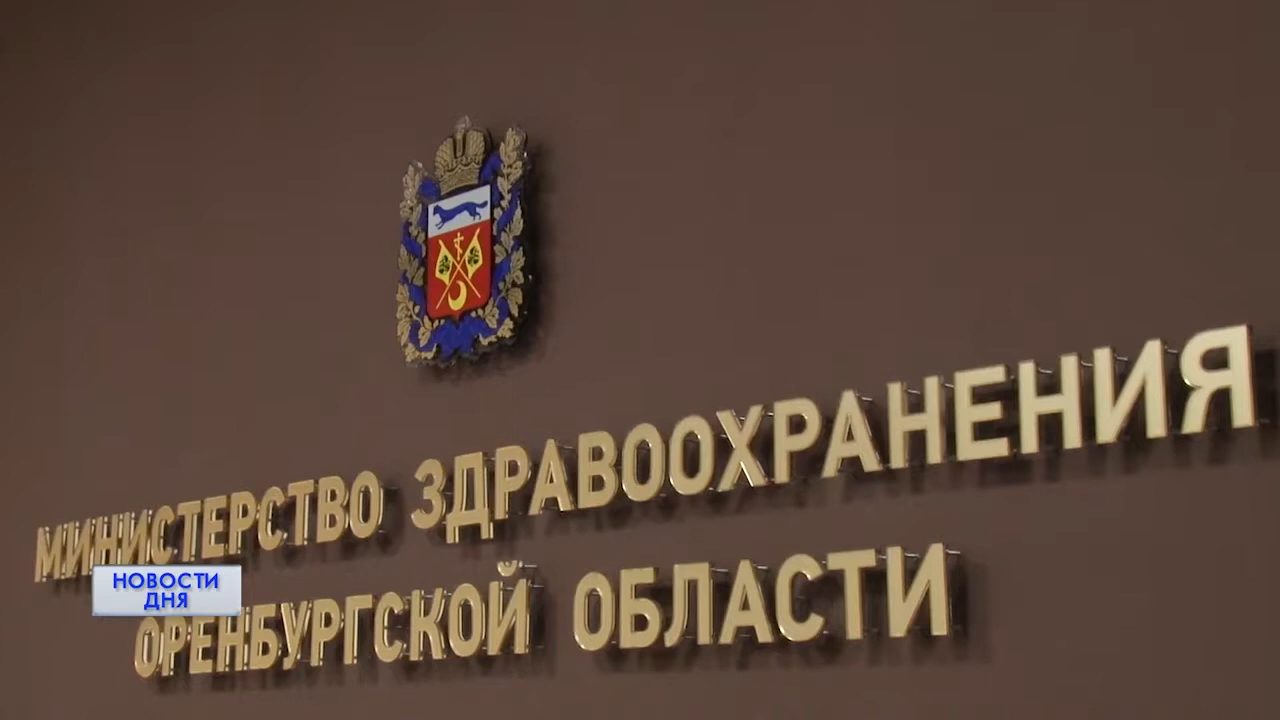 МИНИСТЕРСТВО ЗДРАВООХРАНЕНИЯ
ОРЕНБУРГСКОЙ ОБЛАСТИ
НОВОСТИ
ДНЯ